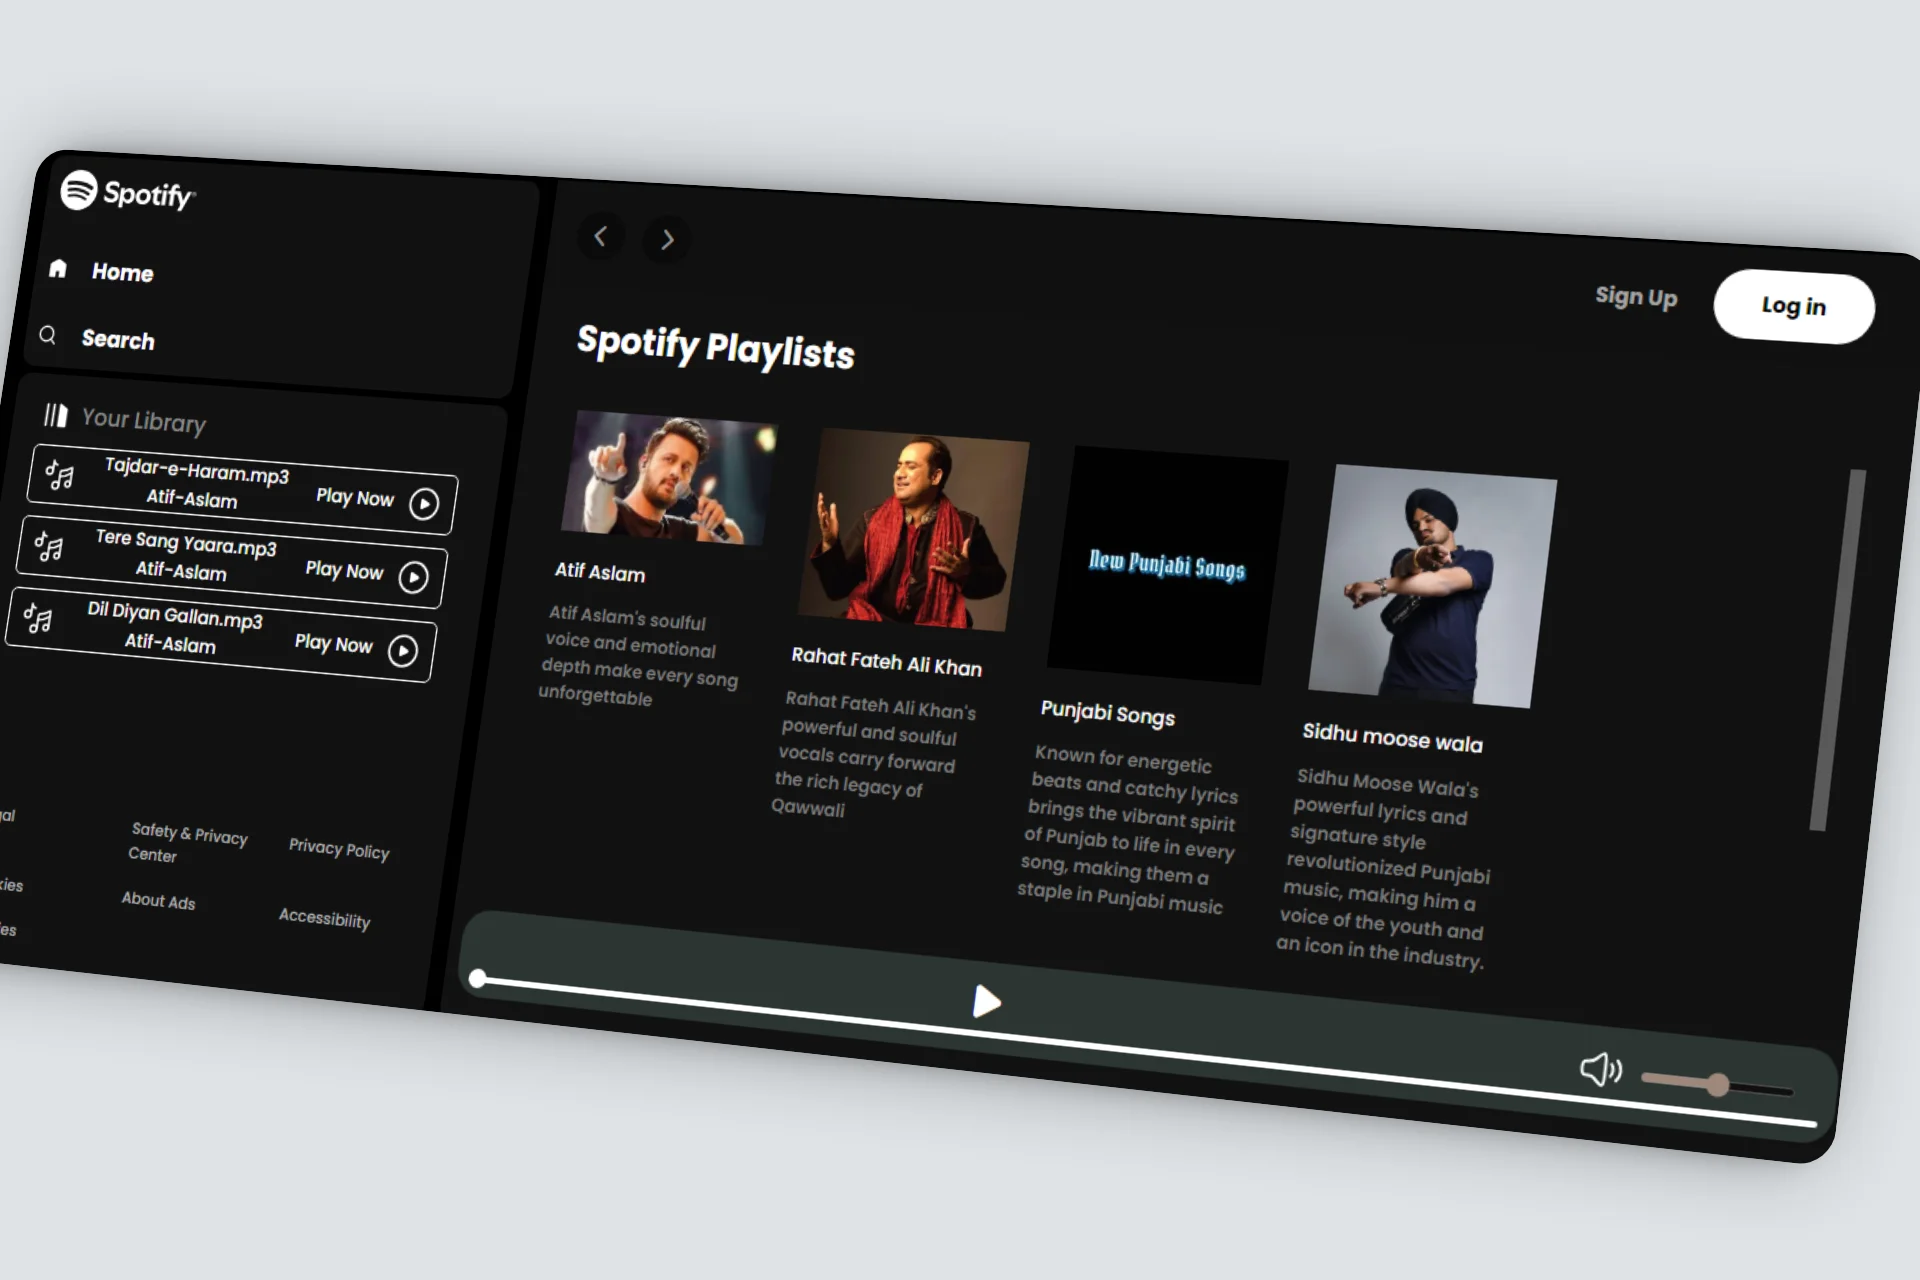 Spotify
Home
Search
Your Library
Tajdar-e-Haram.mp3
Atif-Aslam
Play Now
Tere Sang Yaara.mp3
Atif-Aslam
Play Now
Dil Diyan Gallan.mp3
Atif-Aslam
Play Now
Safety & Privacy
Center
Privacy Policy
About Ads
Accessibility
Sign Up
Log in
Spotify Playlists
Atif Aslam
Atif Aslam's soulful
voice and emotional
depth make every song
unforgettable
Rahat Fateh Ali Khan
Rahat Fateh Ali Khan's
powerful and soulful
vocals carry forward
the rich legacy of
Qawwali
New Punjabi Songs
Punjabi Songs
Known for energetic
beats and catchy lyrics
brings the vibrant spirit
of Punjab to life in every
song, making them a
staple in Punjabi music
Sidhu moose wala
Sidhu Moose Wala's
powerful lyrics and
signature style
revolutionized Punjabi
music, making him a
voice of the youth and
an icon in the industry.